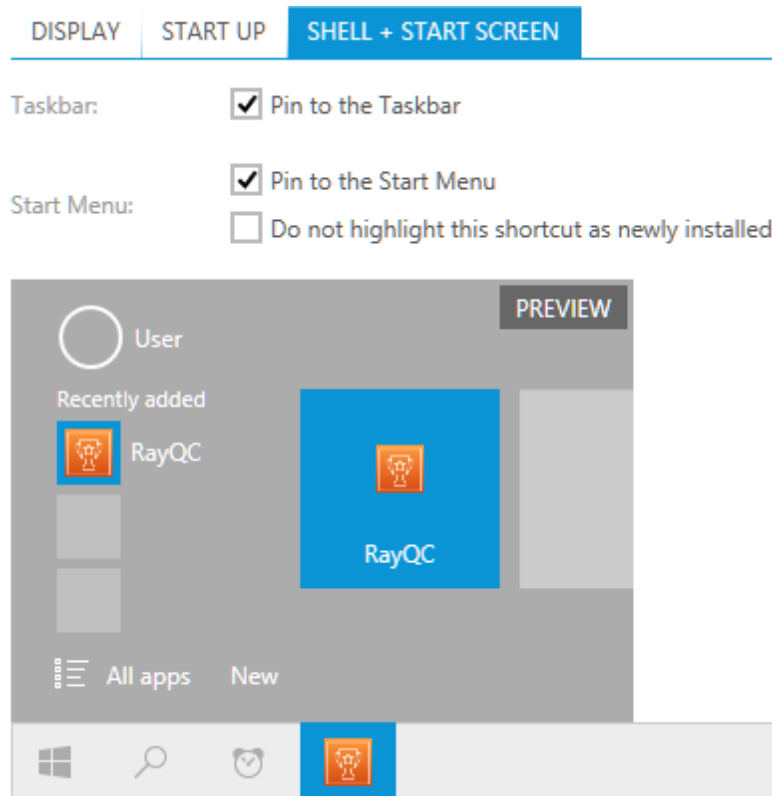 DISPLAY START UP SHELL + START SCREEN
Taskbar: Pin to the Taskbar
Pin to the Start Menu
Start Menu:
Do not highlight this shortcut as newly installed
PREVIEW
User
Recently added
RayQC
RayQC
All apps New